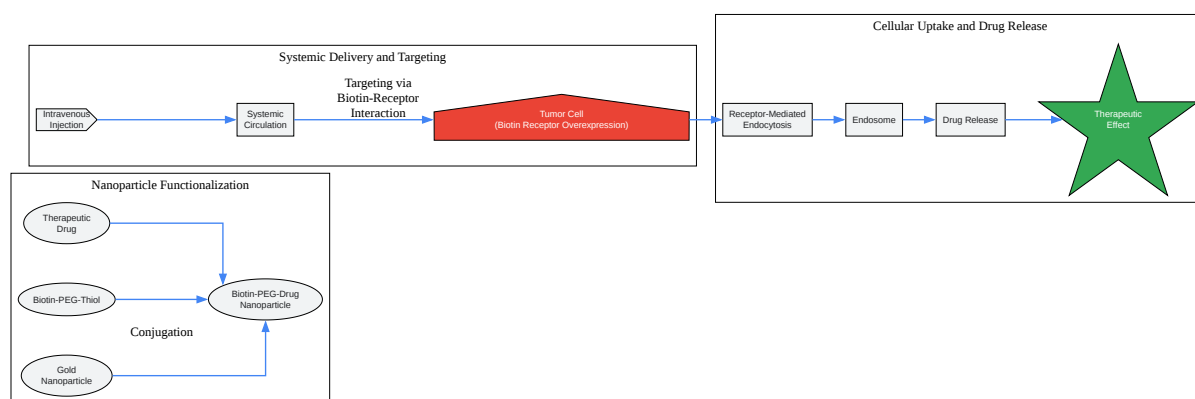 Cellular Uptake and Drug Release
Systemic Delivery and Targeting
Targeting via
Biotin-Receptor
Interaction
Intravenous
Injection
Systemic
Circulation
Tumor Cell
(Biotin Receptor Overexpression)
Receptor-Mediated
Endocytosis
Endosome
Drug Release
Therapeutic
Effect
Nanoparticle Functionalization
Therapeutic
Drug
Biotin-PEG-Thiol
Biotin-PEG-Drug
Nanoparticle
Conjugation
Gold
Nanoparticle